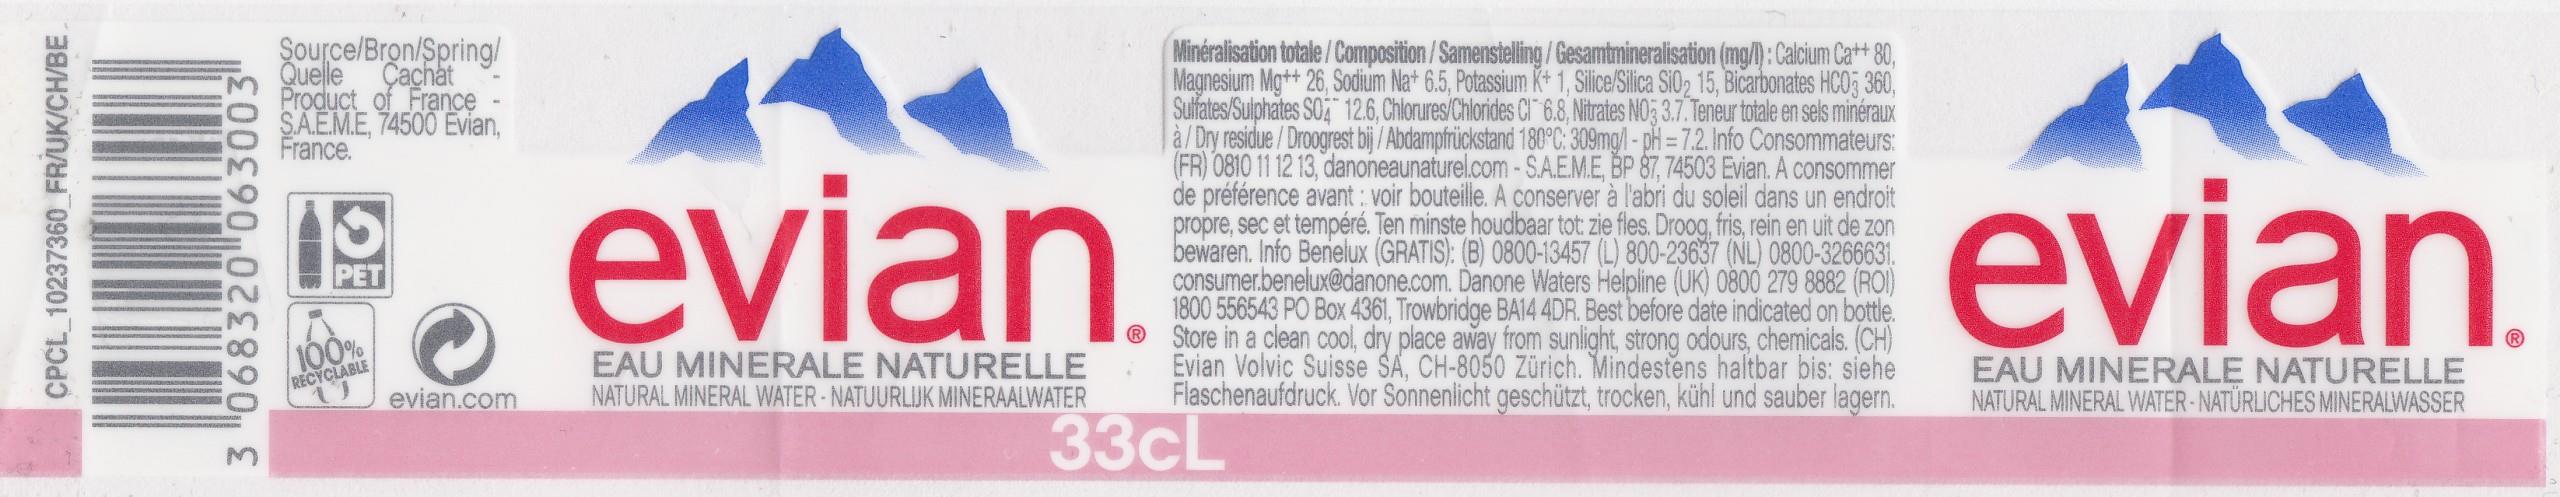 CPCL_10237360_FR/UK/CH/BE
3 068320 063003
Source/Bron/Spring/
Quelle Cachat -
Product of France -
S.A.E.M.E, 74500 Evian,
France.
PET
100%
RECYCLABLE
evian.com
evian®
EAU MINERALE NATURELLE
NATURAL MINERAL WATER - NATUURLIJK MINERAALWATER
33cL
Minéralisation totale / Composition / Samenstelling / Gesamtmineralisation (mg/l) : Calcium Ca++ 80,
Magnesium Mg++ 26, Sodium Na+ 6.5, Potassium K+ 1, Silice/Silica SiO2 15, Bicarbonates HCO3- 360,
Sulfates/Sulphates SO4-- 12.6, Chlorures/Chlorides Cl- 6.8, Nitrates NO3- 3.7. Teneur totale en sels minéraux
à / Dry residue / Droogrest bij / Abdampfrückstand 180°C: 309mg/l - pH = 7.2. Info Consommateurs:
(FR) 0810 11 12 13, danoneaunaturel.com - S.A.E.M.E, BP 87, 74503 Evian. A consommer
de préférence avant : voir bouteille. A conserver à l'abri du soleil dans un endroit
propre, sec et tempéré. Ten minste houdbaar tot: zie fles. Droog, fris, rein en uit de zon
bewaren. Info Benelux (GRATIS): (B) 0800-13457 (L) 800-23637 (NL) 0800-3266631.
consumer.benelux@danone.com. Danone Waters Helpline (UK) 0800 279 8882 (ROI)
1800 556543 PO Box 4361, Trowbridge BA14 4DR. Best before date indicated on bottle.
Store in a clean cool, dry place away from sunlight, strong odours, chemicals. (CH)
Evian Volvic Suisse SA, CH-8050 Zürich. Mindestens haltbar bis: siehe
Flaschenaufdruck. Vor Sonnenlicht geschützt, trocken, kühl und sauber lagern.
evian®
EAU MINERALE NATURELLE
NATURAL MINERAL WATER - NATÜRLICHES MINERALWASSER